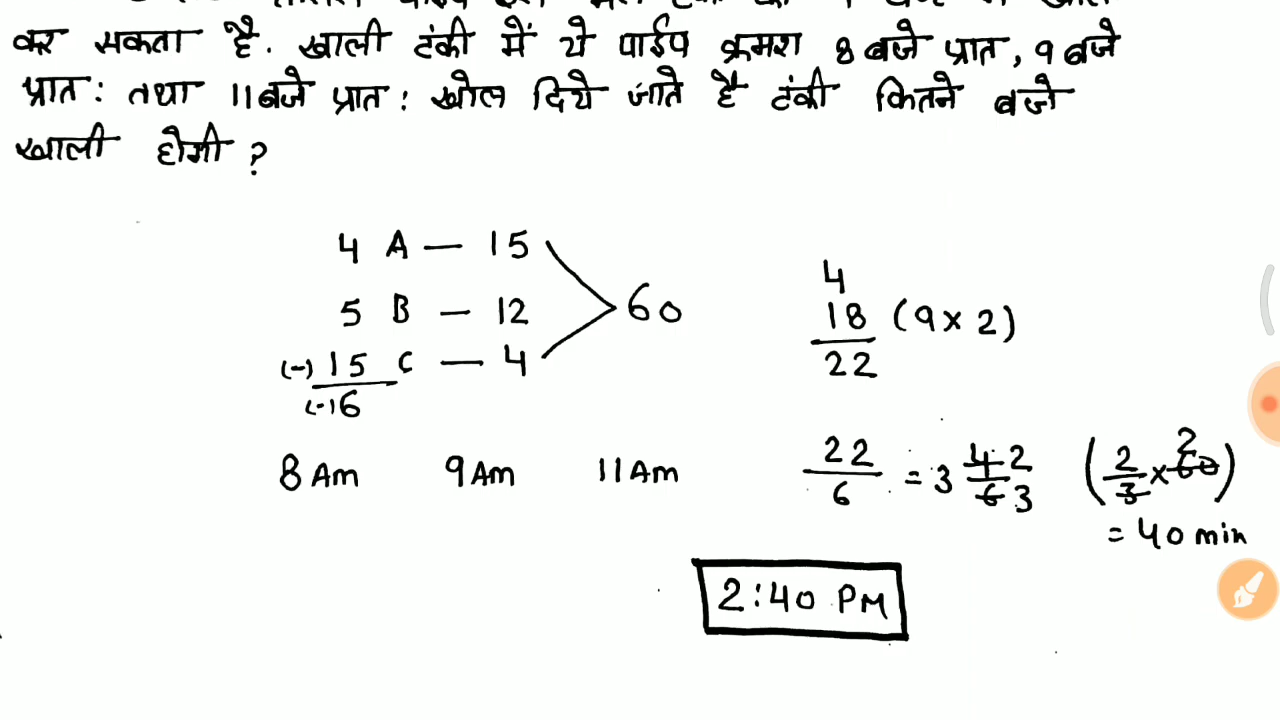 कर सकता है. खाली टंकी में ये पाईप क्रमश 8 बजे प्रात, 9 बजे
प्रात: तथा 11 बजे प्रात: खोल दिये जाते है टंकी कितने बजे
खाली होगी ?
4 A — 15
5 B — 12
60
(-) 15 C — 4
(-) 6
4
18 (9 x 2)
22
8 Am 9 Am 11 Am
22/6 = 3 4/6 2/3 (2/3 x 60 2)
= 40 min
2:40 PM